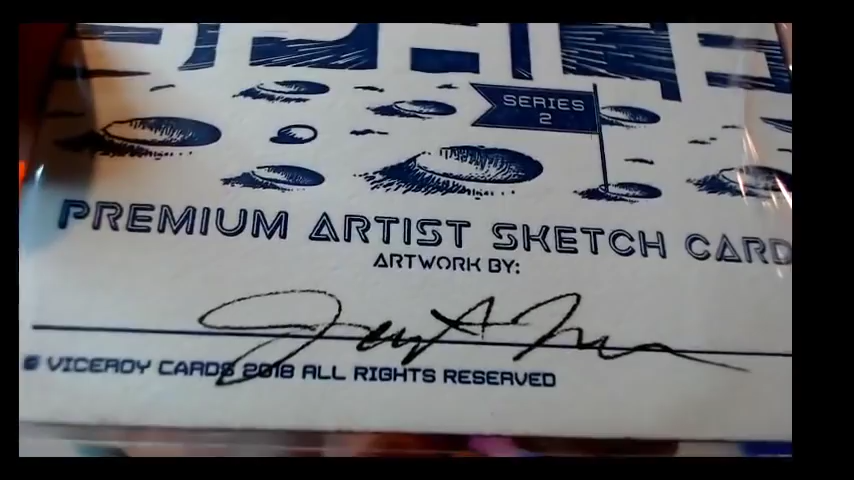 SERIES
2
PREMIUM ARTIST SKETCH CARD
ARTWORK BY:
© VICEROY CARDS 2018 ALL RIGHTS RESERVED